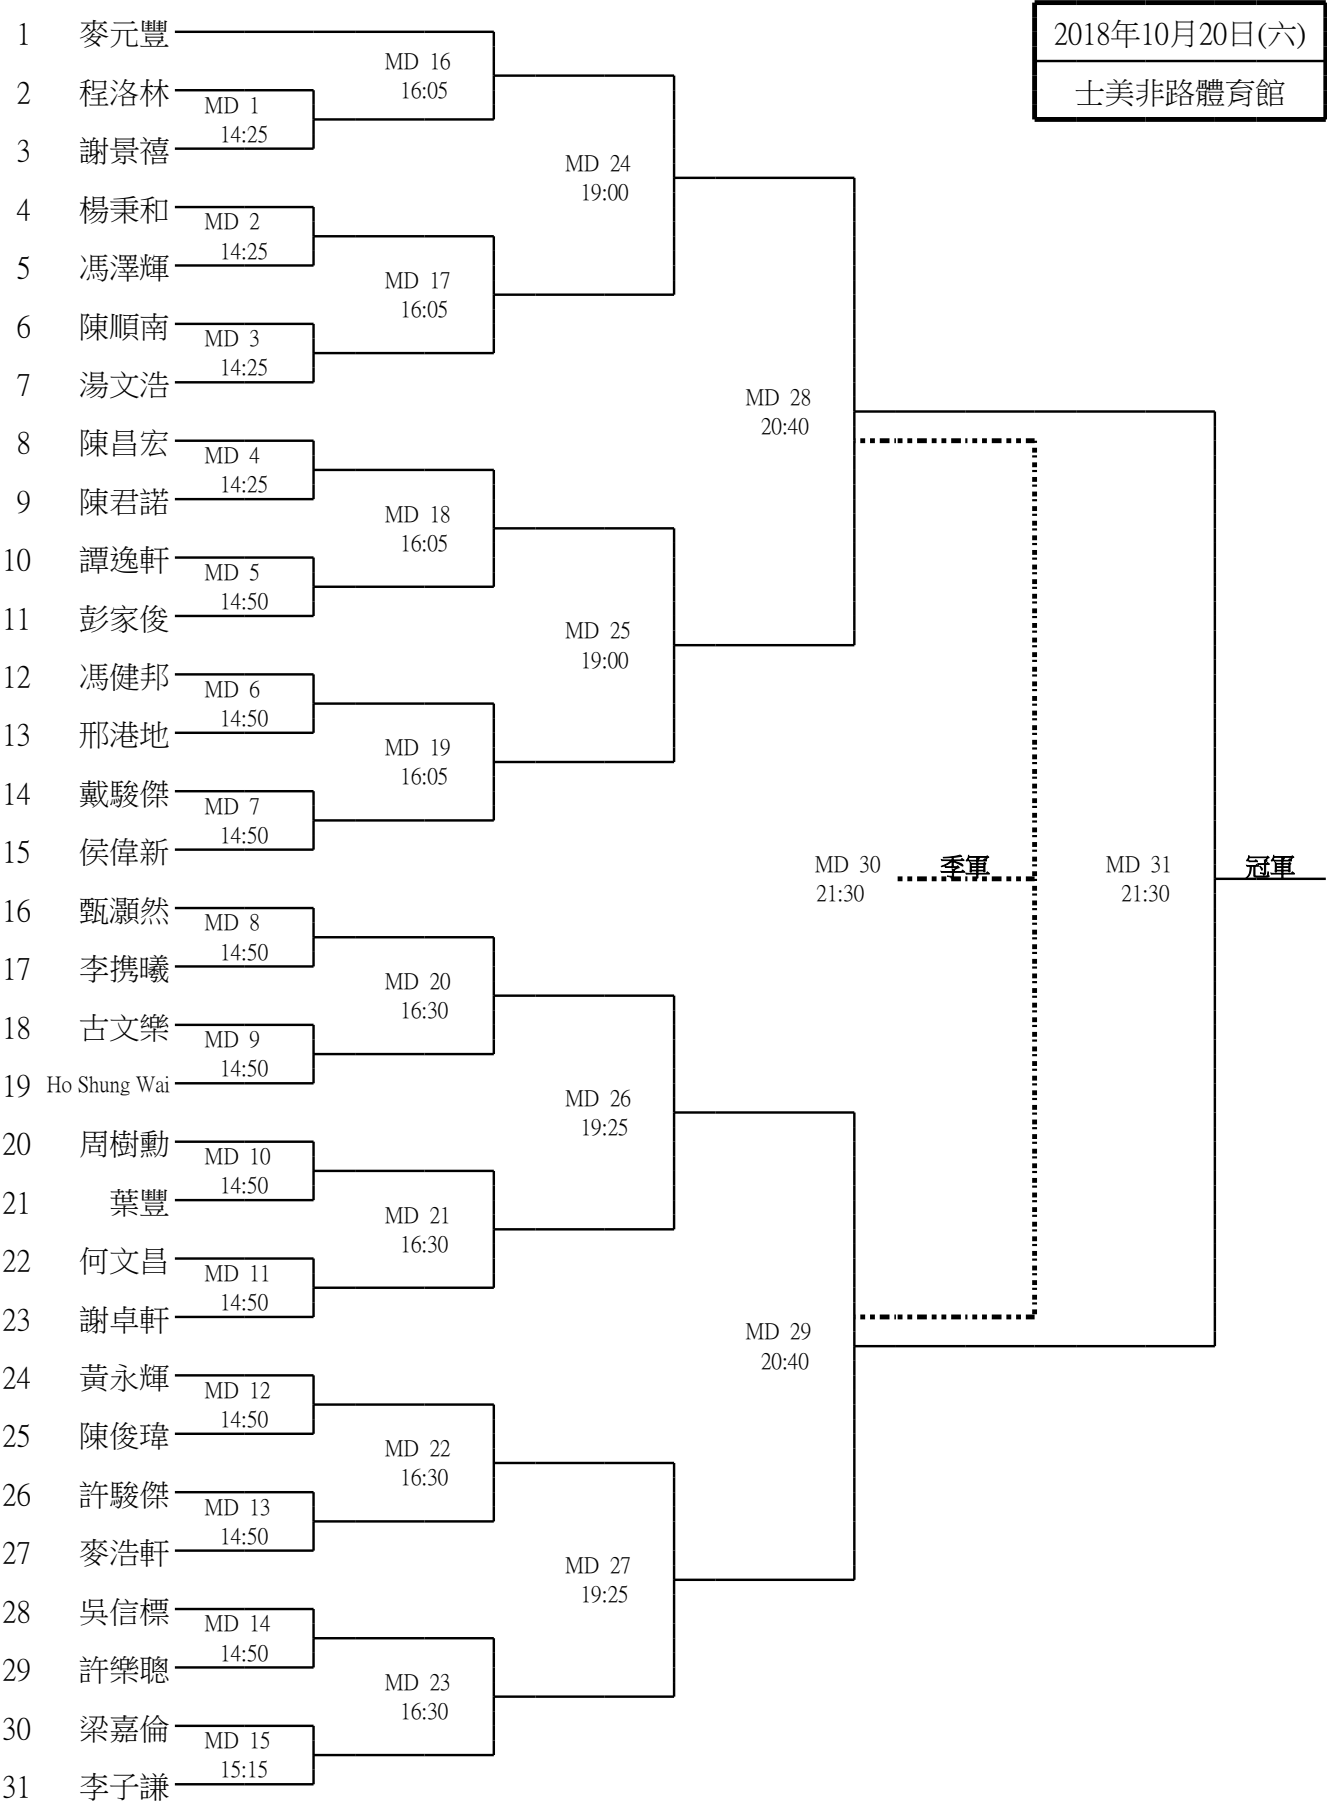 2018年10月20日(六)
士美非路體育館
1 麥元豐
MD 16
16:05
2 程洛林
MD 1
14:25
3 謝景禧
MD 24
19:00
4 楊秉和
MD 2
14:25
5 馮澤輝
MD 17
16:05
6 陳順南
MD 3
14:25
7 湯文浩
MD 28
20:40
8 陳昌宏
MD 4
14:25
9 陳君諾
MD 18
16:05
10 譚逸軒
MD 5
14:50
11 彭家俊
MD 25
19:00
12 馮健邦
MD 6
14:50
13 邢港地
MD 19
16:05
14 戴駿傑
MD 7
14:50
15 侯偉新
MD 30 季軍 MD 31 冠軍
21:30 21:30
16 甄灝然
MD 8
14:50
17 李携曦
MD 20
16:30
18 古文樂
MD 9
14:50
19 Ho Shung Wai
MD 26
19:25
20 周樹勳
MD 10
14:50
21 葉豐
MD 21
16:30
22 何文昌
MD 11
14:50
23 謝卓軒
MD 29
20:40
24 黃永輝
MD 12
14:50
25 陳俊瑋
MD 22
16:30
26 許駿傑
MD 13
14:50
27 麥浩軒
MD 27
19:25
28 吳信標
MD 14
14:50
29 許樂聰
MD 23
16:30
30 梁嘉倫
MD 15
15:15
31 李子謙